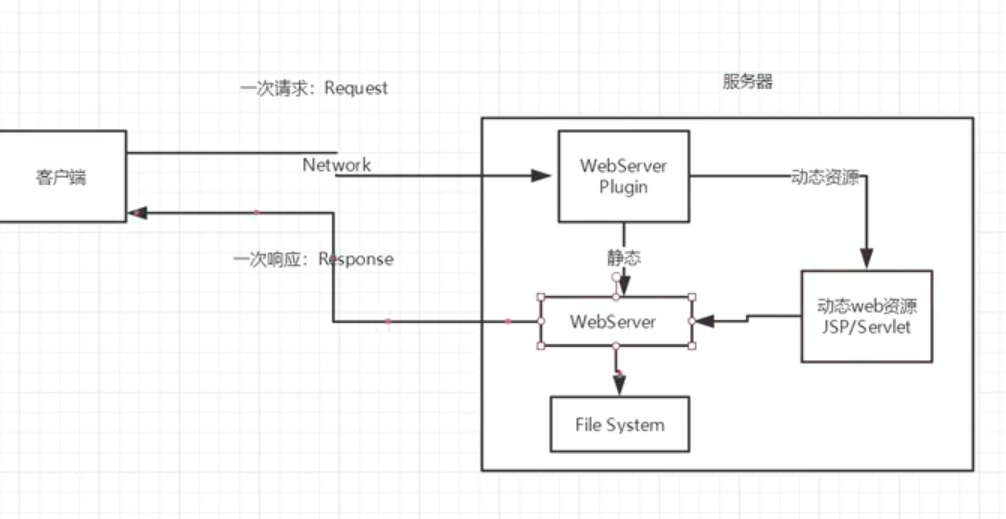 一次请求：Request
服务器
客户端
Network
WebServer
Plugin
动态资源
一次响应：Response
静态
动态web资源
JSP/Servlet
WebServer
File System